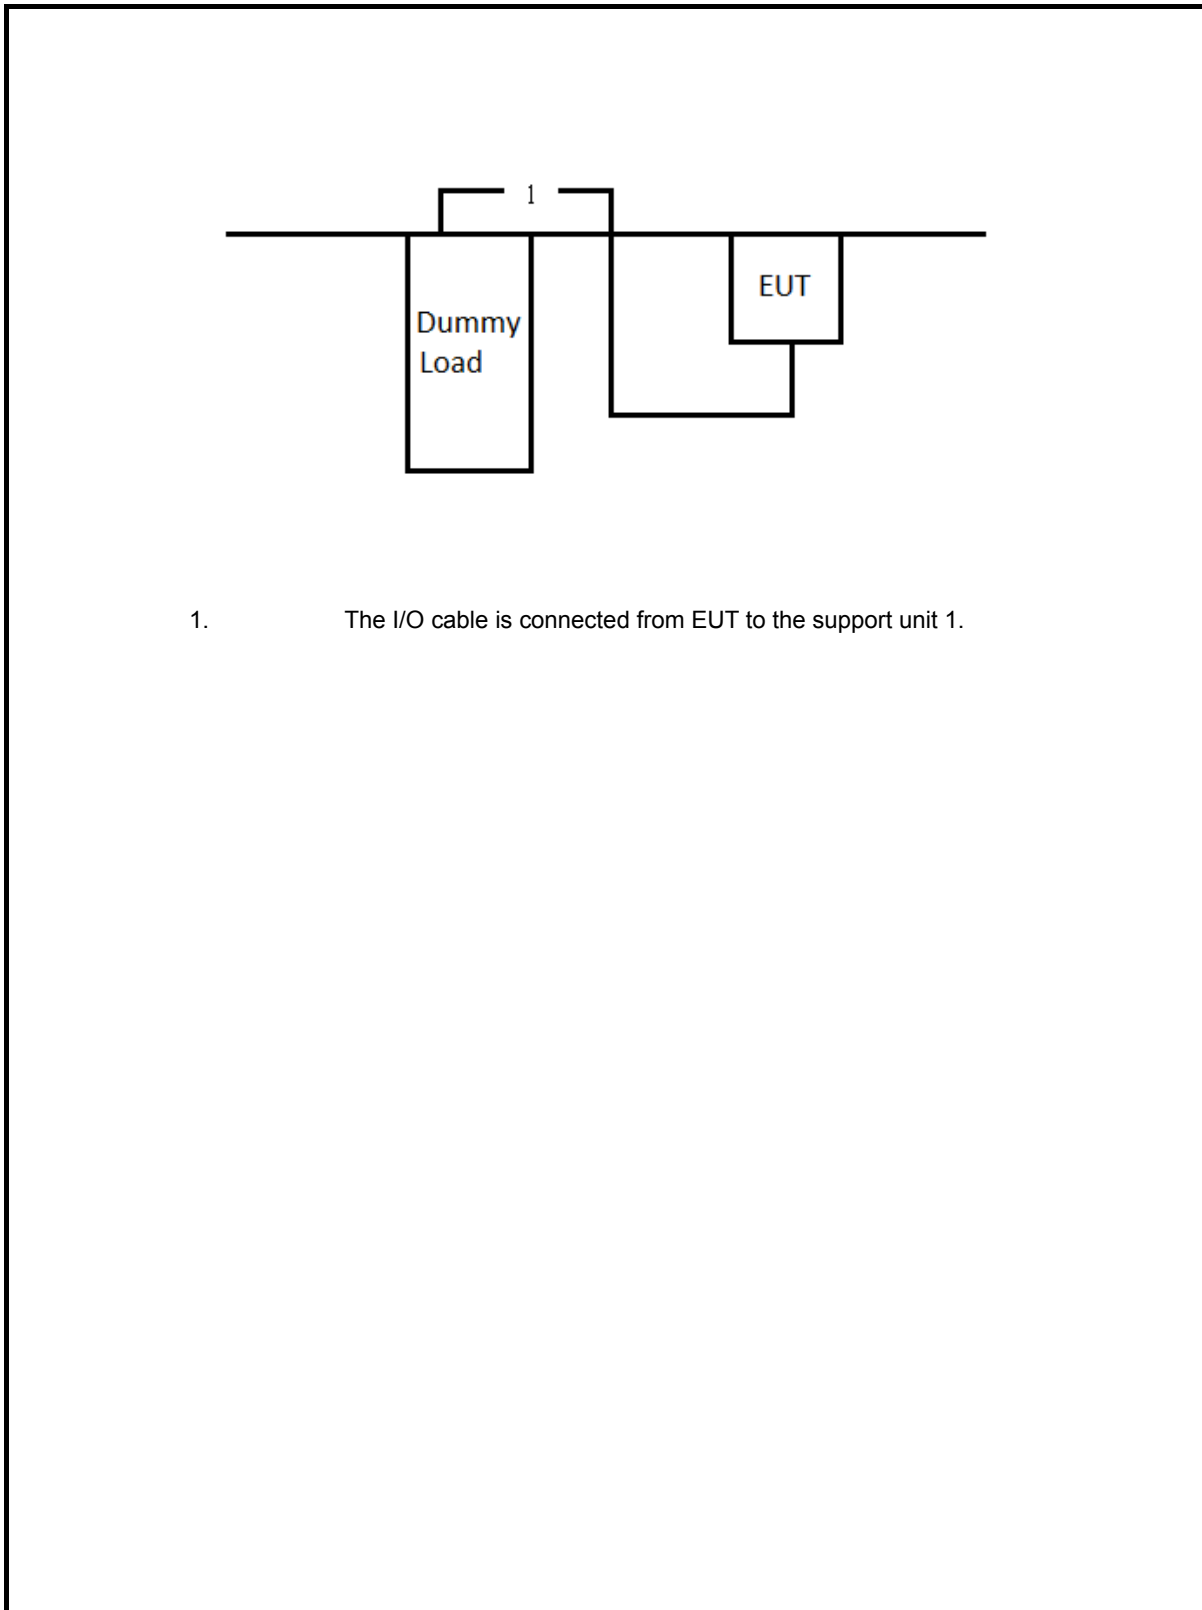 1
EUT
Dummy
Load
1. The I/O cable is connected from EUT to the support unit 1.